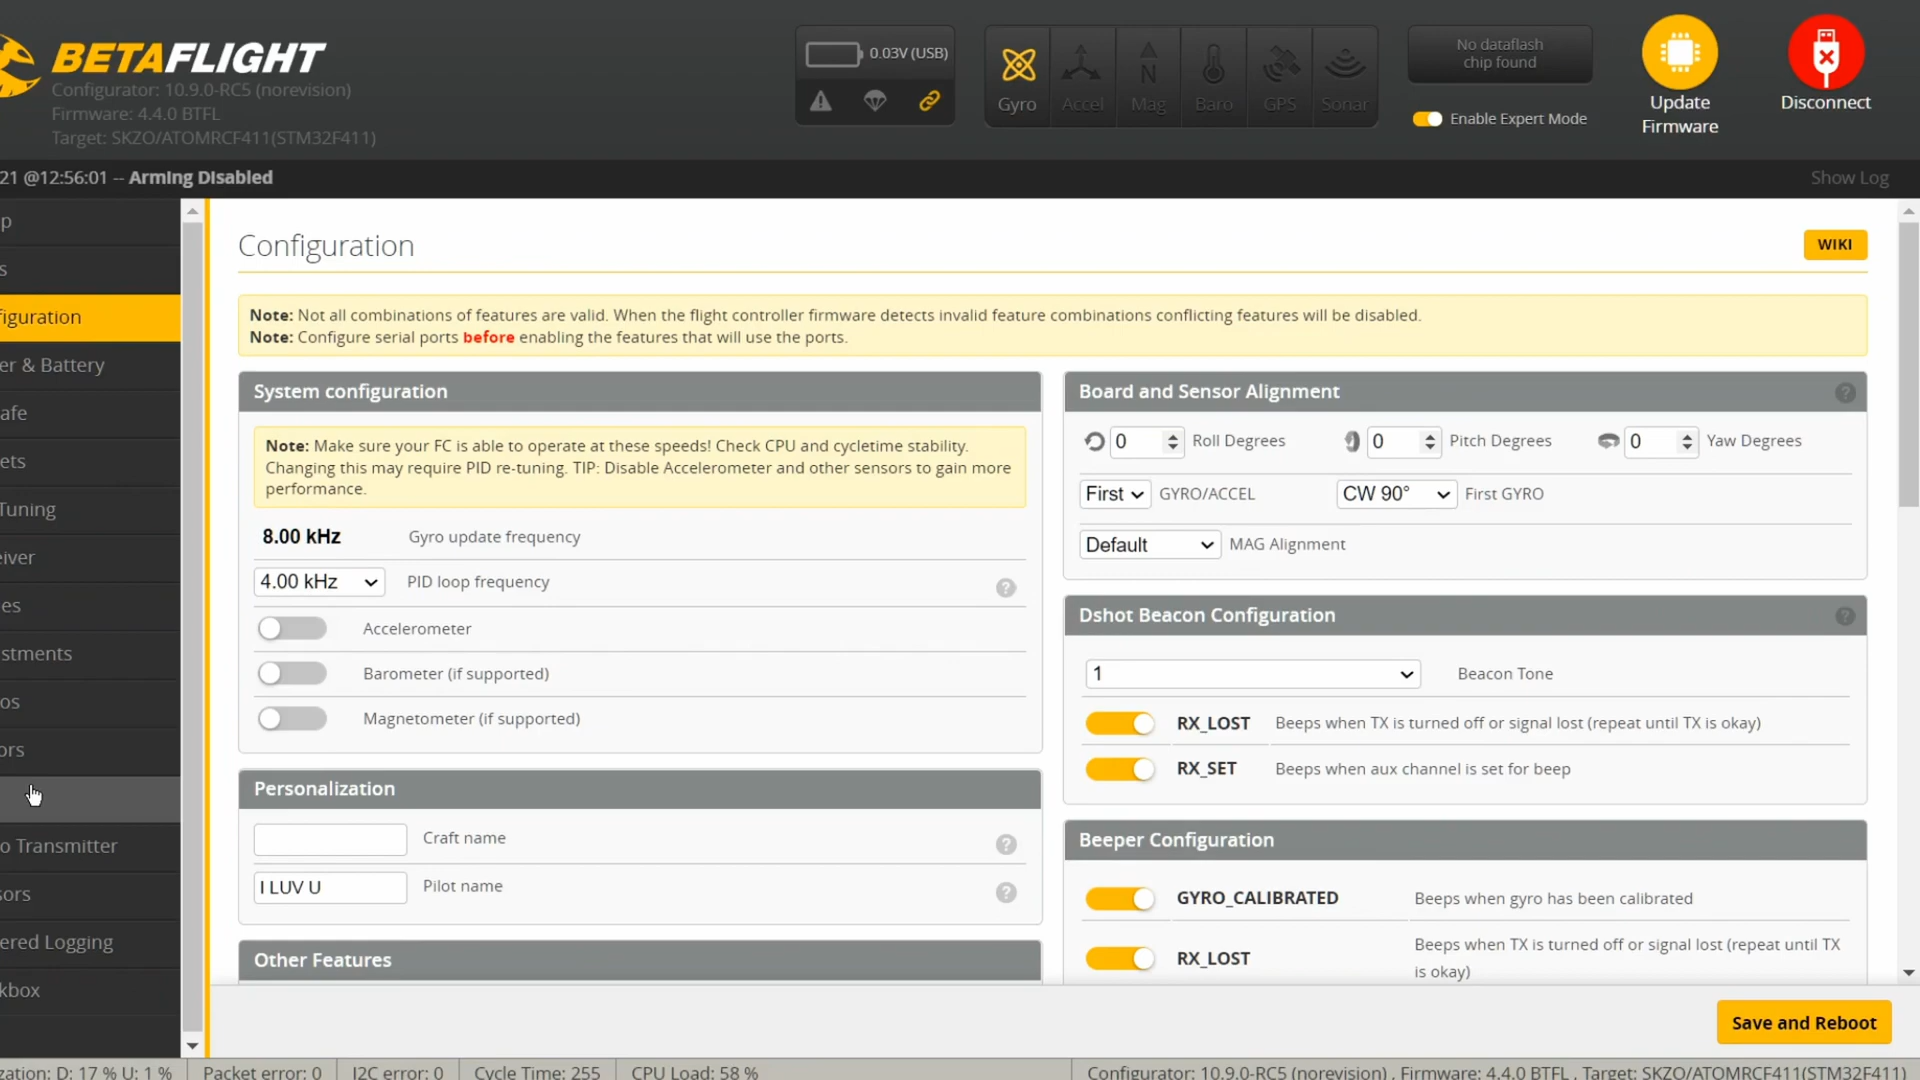 BETAFLIGHT
Configurator: 10.9.0-RC5 (norevision)
Firmware: 4.4.0 BTFL
Target: SKZO/ATOMRCF411(STM32F411)
0.03V (USB)
Gyro
Accel
Mag
Baro
GPS
Sonar
No dataflash
chip found
Enable Expert Mode
Update
Firmware
Disconnect
21 @12:56:01 -- Arming Disabled
Show Log
p
s
figuration
er & Battery
afe
ets
Tuning
eiver
es
stments
os
ors
o Transmitter
sors
ered Logging
kbox
Configuration
WIKI
Note: Not all combinations of features are valid. When the flight controller firmware detects invalid feature combinations conflicting features will be disabled.
Note: Configure serial ports before enabling the features that will use the ports.
System configuration
Note: Make sure your FC is able to operate at these speeds! Check CPU and cycletime stability.
Changing this may require PID re-tuning. TIP: Disable Accelerometer and other sensors to gain more
performance.
8.00 kHz Gyro update frequency
4.00 kHz PID loop frequency ?
Accelerometer
Barometer (if supported)
Magnetometer (if supported)
Personalization
Craft name ?
I LUV U Pilot name ?
Other Features
Board and Sensor Alignment ?
0 Roll Degrees 0 Pitch Degrees 0 Yaw Degrees
First GYRO/ACCEL CW 90° First GYRO
Default MAG Alignment
Dshot Beacon Configuration ?
1 Beacon Tone
RX_LOST Beeps when TX is turned off or signal lost (repeat until TX is okay)
RX_SET Beeps when aux channel is set for beep
Beeper Configuration
GYRO_CALIBRATED Beeps when gyro has been calibrated
RX_LOST Beeps when TX is turned off or signal lost (repeat until TX
is okay)
Save and Reboot
zation: D: 17 % U: 1 % Packet error: 0 I2C error: 0 Cycle Time: 255 CPU Load: 58 % Configurator: 10.9.0-RC5 (norevision) , Firmware: 4.4.0 BTFL , Target: SKZO/ATOMRCF411(STM32F411)